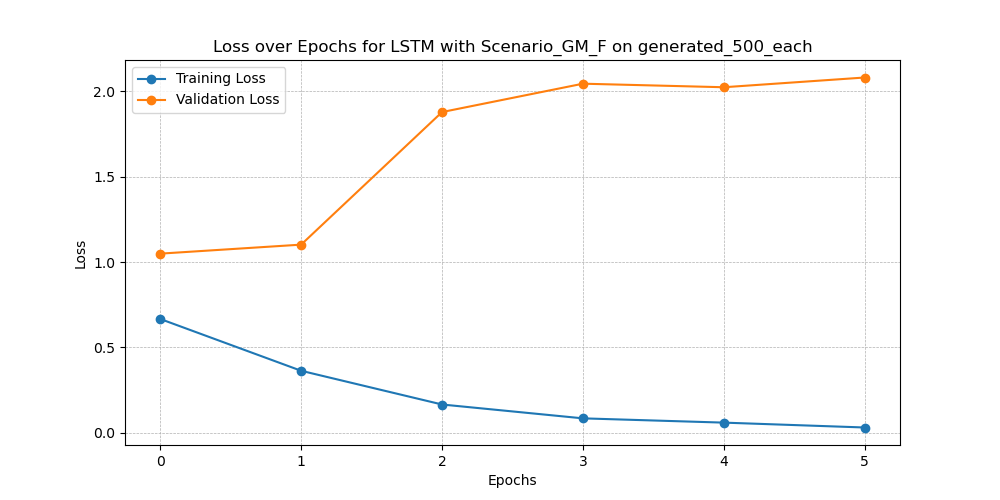 Loss over Epochs for LSTM with Scenario_GM_F on generated_500_each
Training Loss
Validation Loss
2.0
1.5
1.0
0.5
0.0
Loss
0 1 2 3 4 5
Epochs